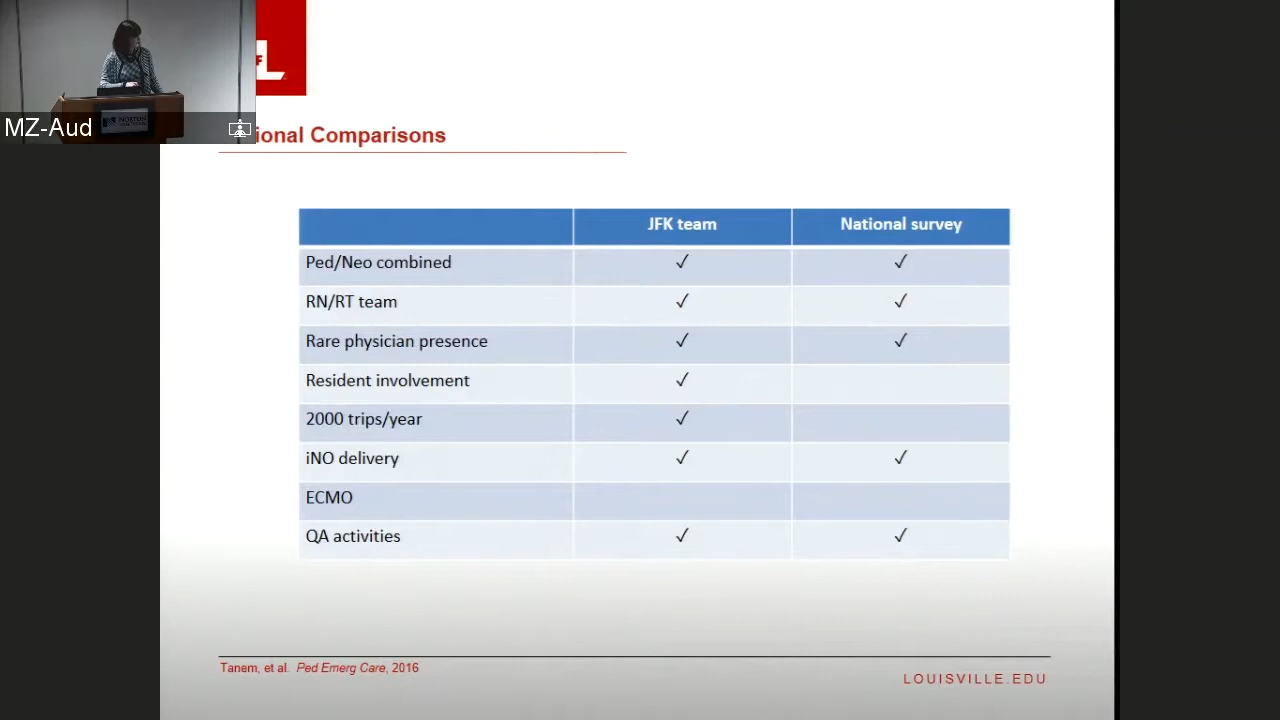 MZ-Aud
NORTON
F
L
ional Comparisons
JFK team
National survey
Ped/Neo combined ✓ ✓
RN/RT team ✓ ✓
Rare physician presence ✓ ✓
Resident involvement ✓
2000 trips/year ✓
iNO delivery ✓ ✓
ECMO
QA activities ✓ ✓
Tanem, et al. Ped Emerg Care, 2016
LOUISVILLE.EDU